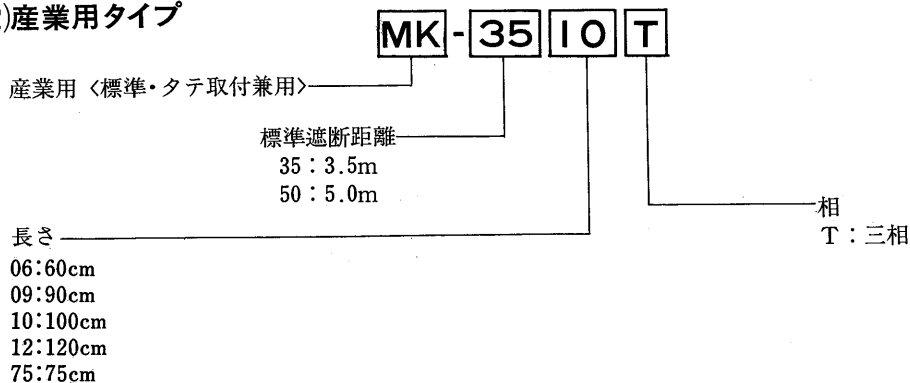 )産業用タイプ
MK-3510T
産業用〈標準・タテ取付兼用〉
標準遮断距離
35：3.5m
50：5.0m
相
T：三相
長さ
06:60cm
09:90cm
10:100cm
12:120cm
75:75cm